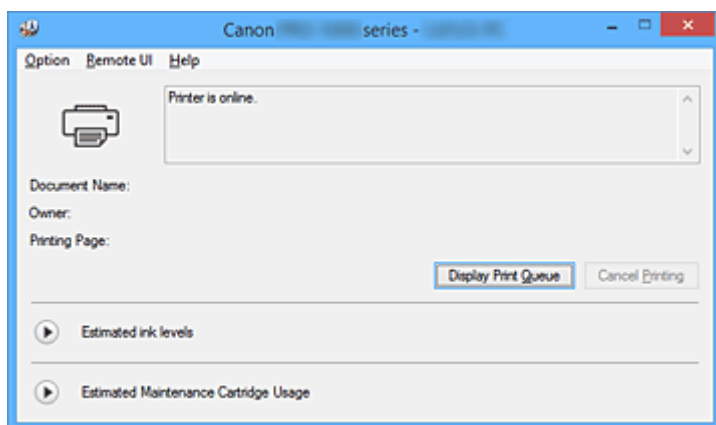 Canon series -
Option Remote UI Help
Printer is online.
Document Name:
Owner:
Printing Page:
Display Print Queue Cancel Printing
Estimated ink levels
Estimated Maintenance Cartridge Usage